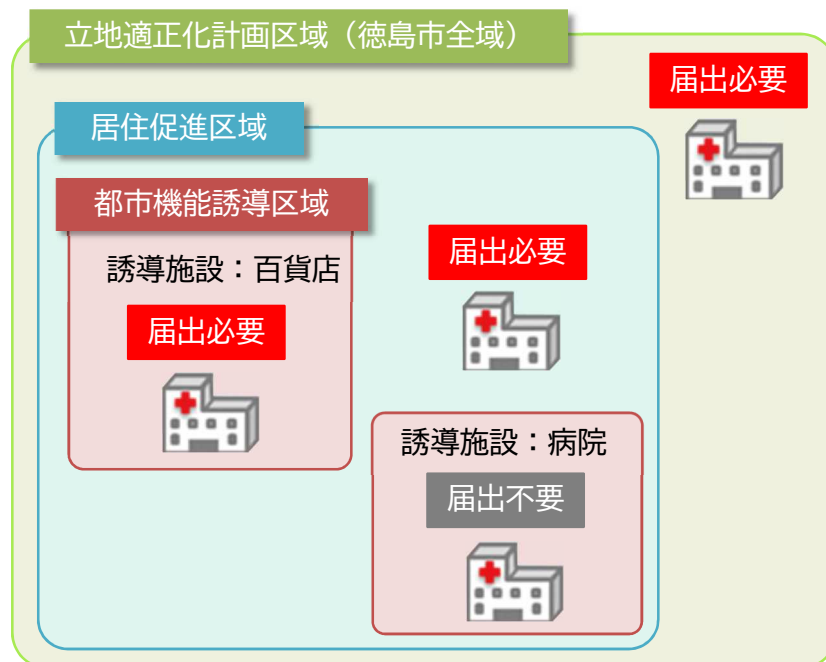 立地適正化計画区域（徳島市全域）
届出必要
居住促進区域
都市機能誘導区域
届出必要
誘導施設：百貨店
届出必要
誘導施設：病院
届出不要